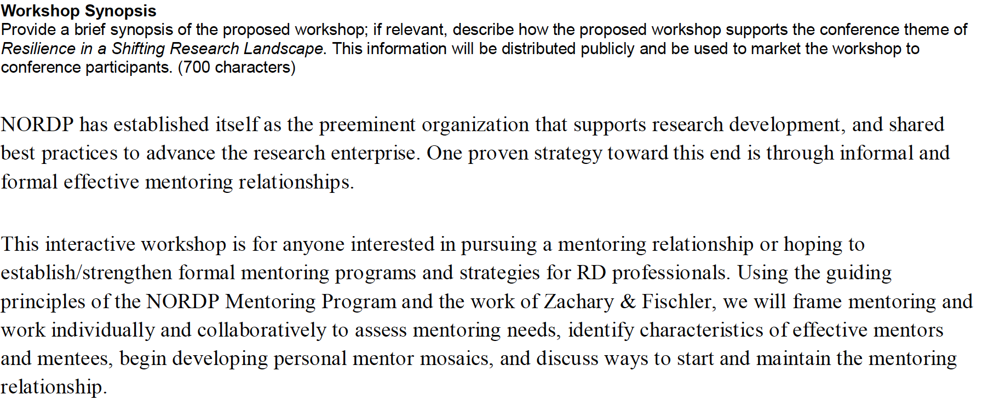 Workshop Synopsis
Provide a brief synopsis of the proposed workshop; if relevant, describe how the proposed workshop supports the conference theme of
Resilience in a Shifting Research Landscape. This information will be distributed publicly and be used to market the workshop to
conference participants. (700 characters)
NORDP has established itself as the preeminent organization that supports research development, and shared
best practices to advance the research enterprise. One proven strategy toward this end is through informal and
formal effective mentoring relationships.
This interactive workshop is for anyone interested in pursuing a mentoring relationship or hoping to
establish/strengthen formal mentoring programs and strategies for RD professionals. Using the guiding
principles of the NORDP Mentoring Program and the work of Zachary & Fischler, we will frame mentoring and
work individually and collaboratively to assess mentoring needs, identify characteristics of effective mentors
and mentees, begin developing personal mentor mosaics, and discuss ways to start and maintain the mentoring
relationship.